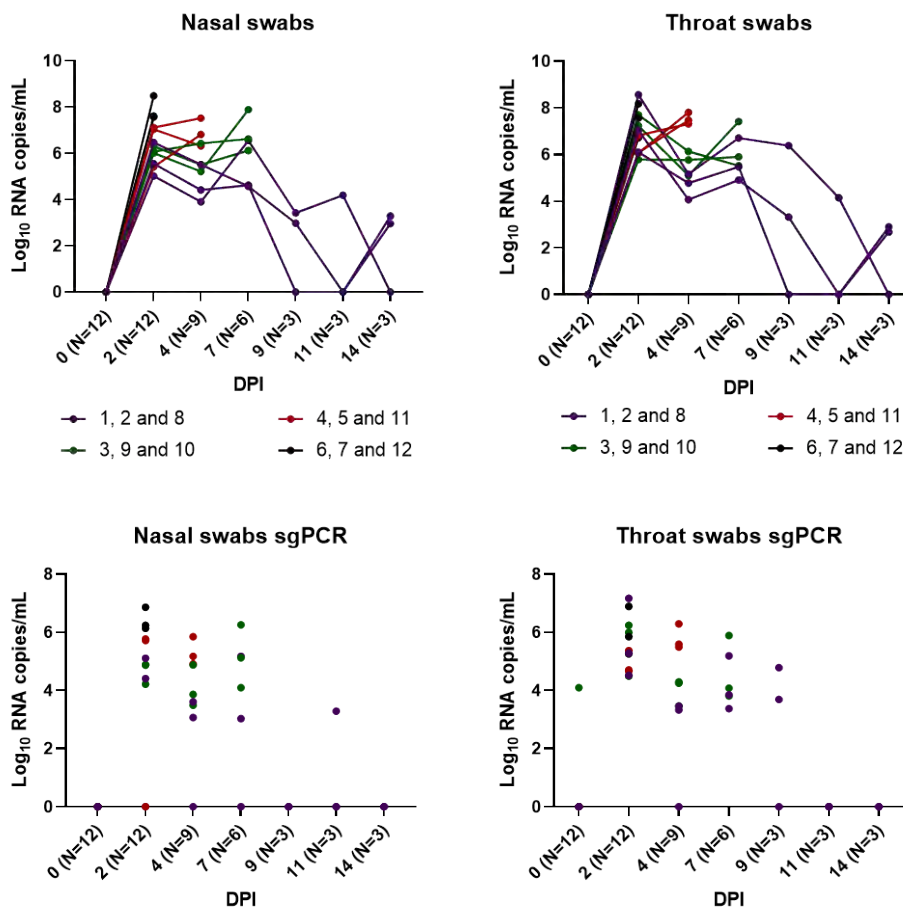 Nasal swabs
Log10 RNA copies/mL
10
8
6
4
2
0
0 (N=12)
2 (N=12)
4 (N=9)
7 (N=6)
9 (N=3)
11 (N=3)
14 (N=3)
DPI
1, 2 and 8
4, 5 and 11
3, 9 and 10
6, 7 and 12
Throat swabs
Log10 RNA copies/mL
10
8
6
4
2
0
0 (N=12)
2 (N=12)
4 (N=9)
7 (N=6)
9 (N=3)
11 (N=3)
14 (N=3)
DPI
1, 2 and 8
4, 5 and 11
3, 9 and 10
6, 7 and 12
Nasal swabs sgPCR
Log10 RNA copies/mL
8
6
4
2
0
0 (N=12)
2 (N=12)
4 (N=9)
7 (N=6)
9 (N=3)
11 (N=3)
14 (N=3)
DPI
Throat swabs sgPCR
Log10 RNA copies/mL
8
6
4
2
0
0 (N=12)
2 (N=12)
4 (N=9)
7 (N=6)
9 (N=3)
11 (N=3)
14 (N=3)
DPI